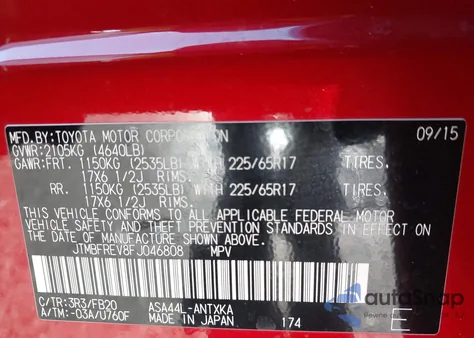 MFD.BY:TOYOTA MOTOR CORPORATION 09/15
GVWR:2105KG (4640LB)
GAWR:FRT. 1150KG (2535LB) WITH 225/65R17 TIRES.
17X6 1/2J RIMS.
RR. 1150KG (2535LB) WITH 225/65R17 TIRES.
17X6 1/2J RIMS.
THIS VEHICLE CONFORMS TO ALL APPLICABLE FEDERAL MOTOR
VEHICLE SAFETY AND THEFT PREVENTION STANDARDS IN EFFECT ON
THE DATE OF MANUFACTURE SHOWN ABOVE.
JTMBFREV8FJ046808 MPV
C/TR:3R3/FB20 ASA44L-ANTXKA
A/TM:-03A/U760F MADE IN JAPAN 174 E
autoSnap